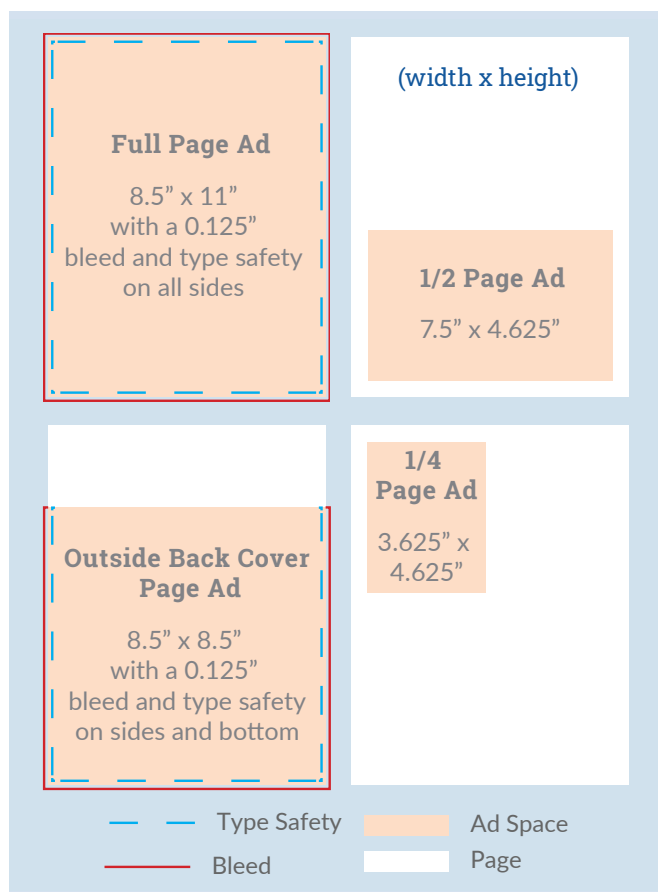 Full Page Ad
8.5” x 11”
with a 0.125”
bleed and type safety
on all sides
(width x height)
1/2 Page Ad
7.5” x 4.625”
Outside Back Cover
Page Ad
8.5” x 8.5”
with a 0.125”
bleed and type safety
on sides and bottom
1/4
Page Ad
3.625” x
4.625”
Type Safety
Ad Space
Bleed
Page